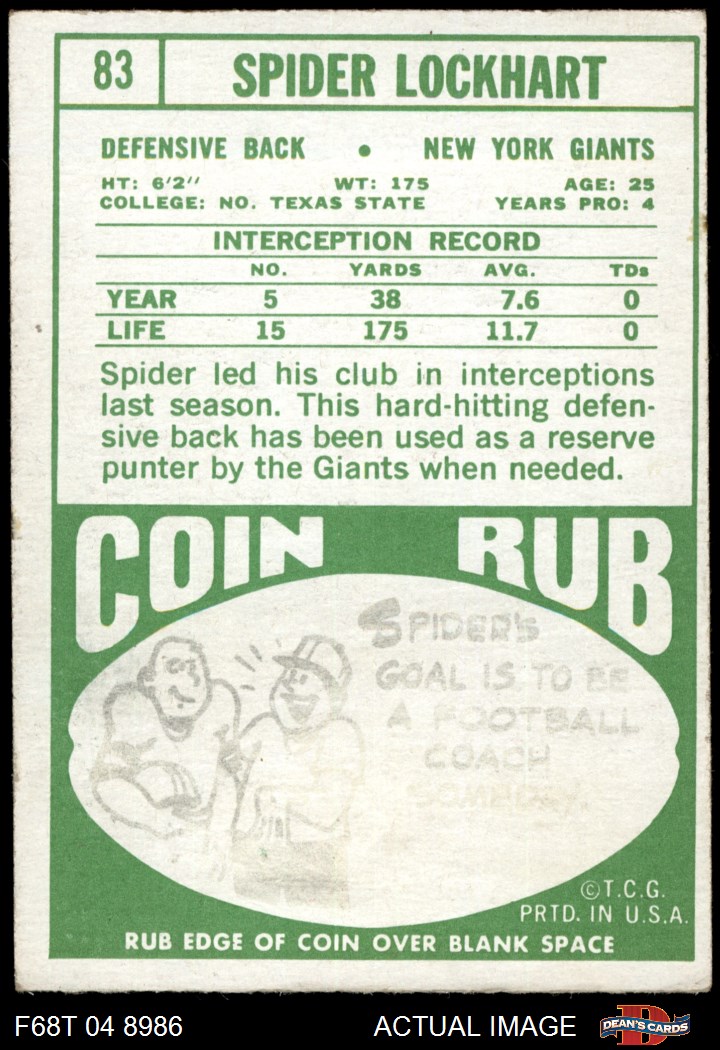 83 SPIDER LOCKHART
DEFENSIVE BACK • NEW YORK GIANTS
HT: 6'2" WT: 175 AGE: 25
COLLEGE: NO. TEXAS STATE YEARS PRO: 4
INTERCEPTION RECORD
NO. YARDS AVG. TDs
YEAR 5 38 7.6 0
LIFE 15 175 11.7 0
Spider led his club in interceptions
last season. This hard-hitting defen-
sive back has been used as a reserve
punter by the Giants when needed.
COIN RUB
SPIDER'S
GOAL IS TO BE
A FOOTBALL
COACH
©T.C.G.
PRTD. IN U.S.A.
RUB EDGE OF COIN OVER BLANK SPACE
F68T 04 8986 ACTUAL IMAGE D DEAN'S CARDS